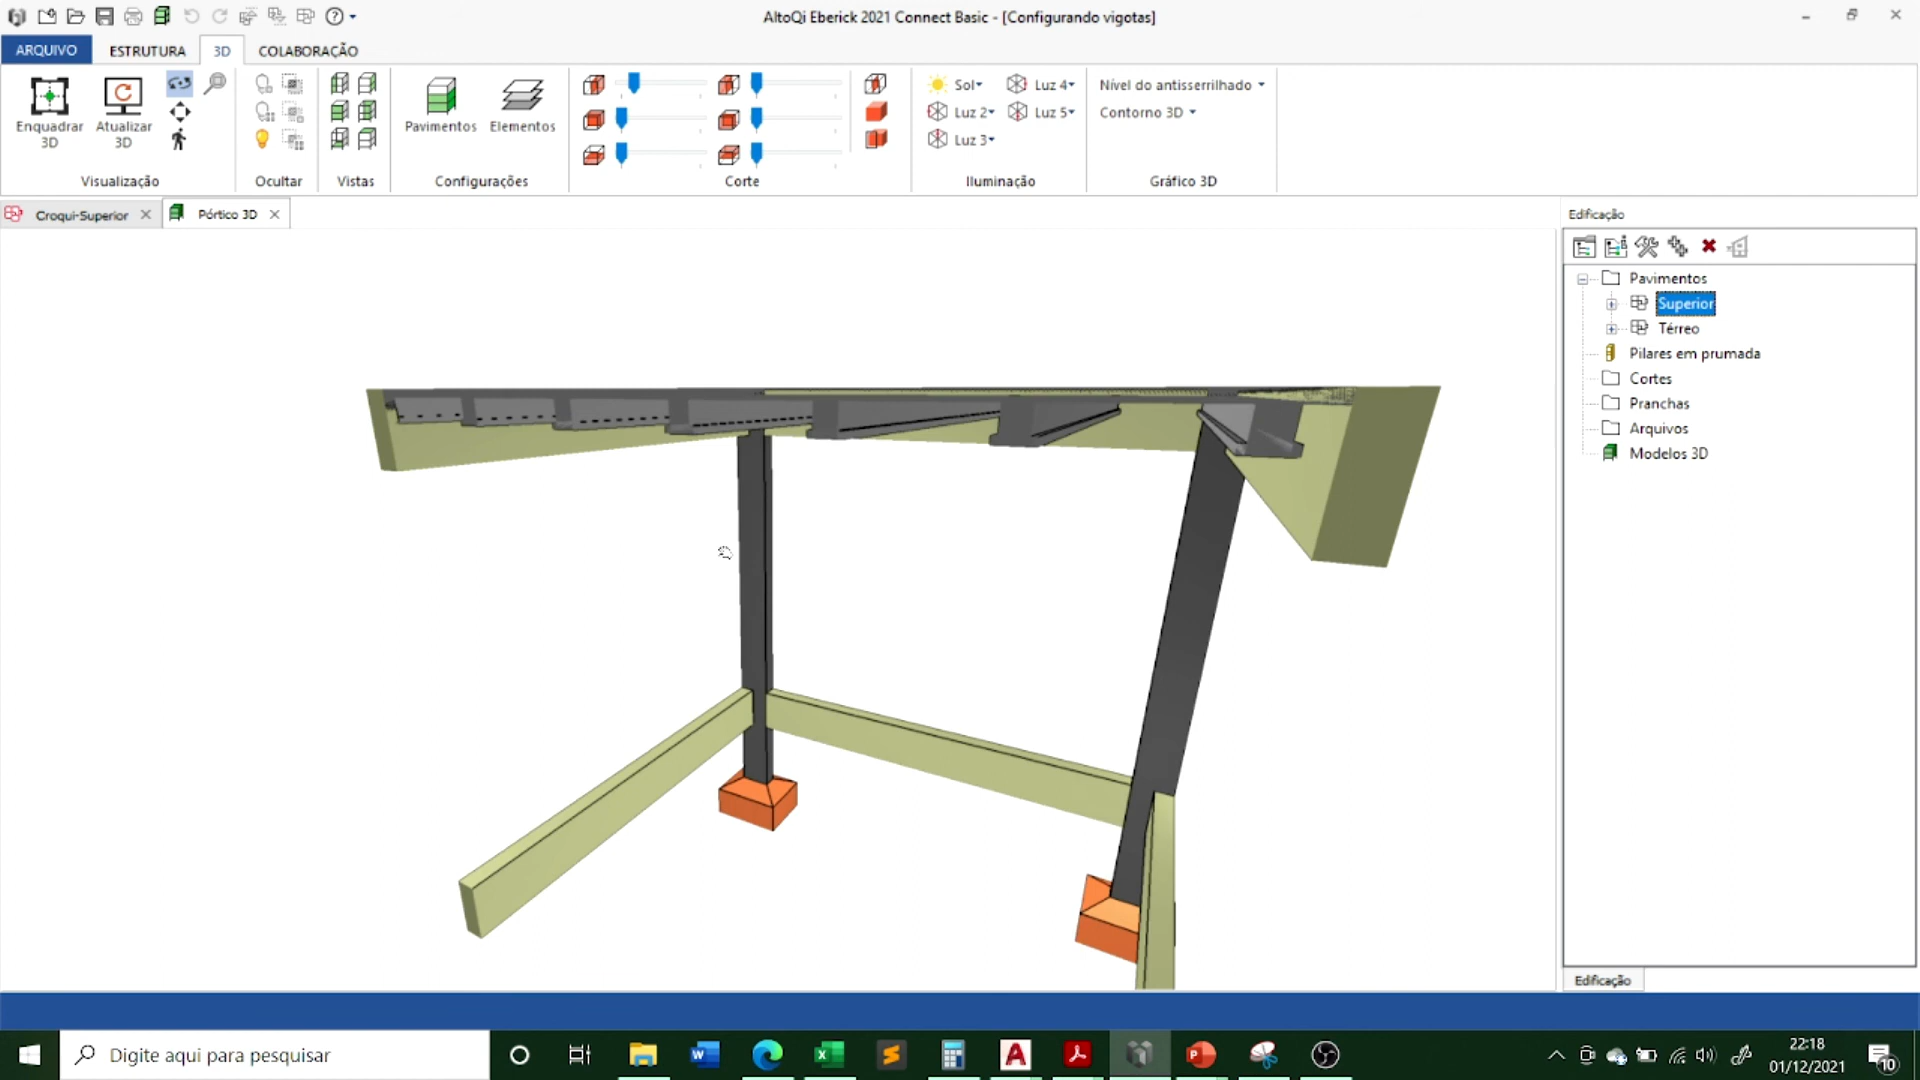 AltoQi Eberick 2021 Connect Basic - [Configurando vigotas]
ARQUIVO
ESTRUTURA
3D
COLABORAÇÃO
Enquadrar
3D
Atualizar
3D
Visualização
Ocultar
Vistas
Pavimentos
Elementos
Configurações
Corte
Sol
Luz 4
Luz 2
Luz 5
Luz 3
Iluminação
Nível do antisserrilhado
Contorno 3D
Gráfico 3D
Croqui-Superior
Pórtico 3D
Edificação
Pavimentos
Superior
Térreo
Pilares em prumada
Cortes
Pranchas
Arquivos
Modelos 3D
Edificação
Digite aqui para pesquisar
22:18
01/12/2021
10